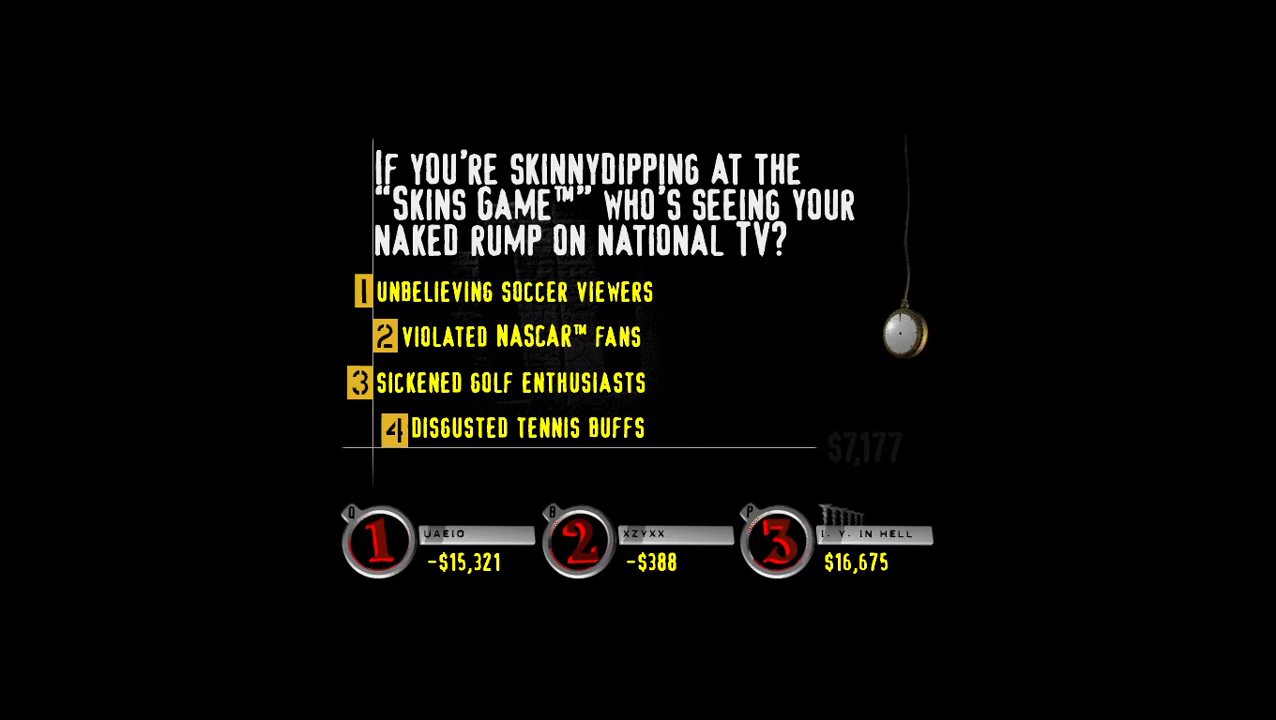 If you're skinnydipping at the
“Skins Game™” who's seeing your
naked rump on national TV?
1 unbelieving soccer viewers
2 violated NASCAR™ fans
3 sickened golf enthusiasts
4 disgusted tennis buffs
$7,177
Q B P
1 UAEIO 2 XZYXX 3 I. V. IN HELL
-$15,321 -$388 $16,675